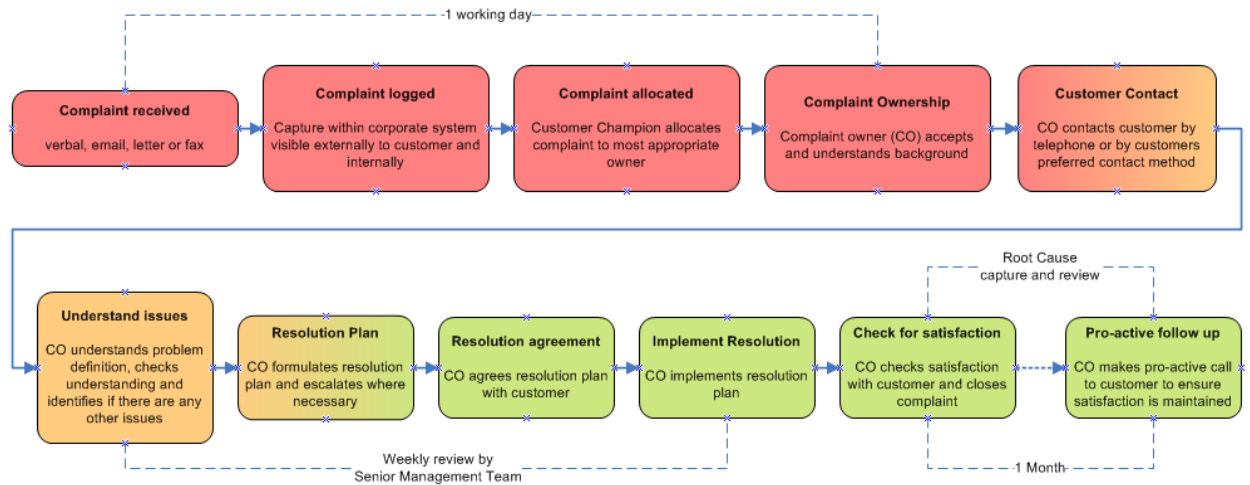 1 working day
Complaint received
verbal, email, letter or fax
Complaint logged
Capture within corporate system
visible externally to customer and
internally
Complaint allocated
Customer Champion allocates
complaint to most appropriate
owner
Complaint Ownership
Complaint owner (CO) accepts
and understands background
Customer Contact
CO contacts customer by
telephone or by customers
preferred contact method
Root Cause
capture and review
Understand issues
CO understands problem
definition, checks
understanding and
identifies if there are any
other issues
Resolution Plan
CO formulates resolution
plan and escalates where
necessary
Resolution agreement
CO agrees resolution plan
with customer
Implement Resolution
CO implements resolution
plan
Check for satisfaction
CO checks satisfaction
with customer and closes
complaint
Pro-active follow up
CO makes pro-active call
to customer to ensure
satisfaction is maintained
Weekly review by
Senior Management Team
1 Month